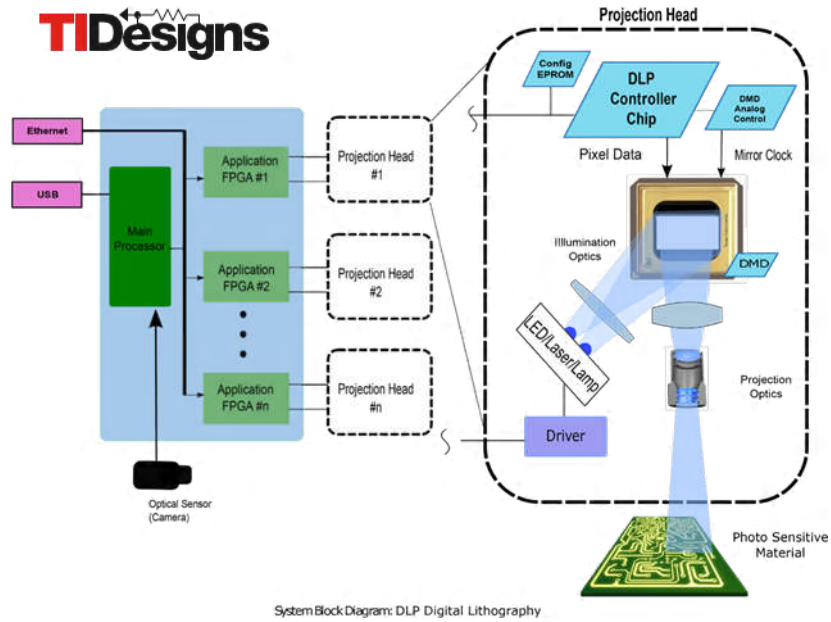 TIDesigns
Projection Head
Config
EPROM
DLP
Controller
Chip
DMD
Analog
Control
Pixel Data
Mirror Clock
Ethernet
USB
Main
Processor
Application
FPGA #1
Projection Head
#1
Application
FPGA #2
Projection Head
#2
Application
FPGA #n
Projection Head
#n
Optical Sensor
(Camera)
Illlumination
Optics
DMD
LED/Laser/Lamp
Projection
Optics
Driver
Photo Sensitive
Material
System Block Diagram: DLP Digital Lithography